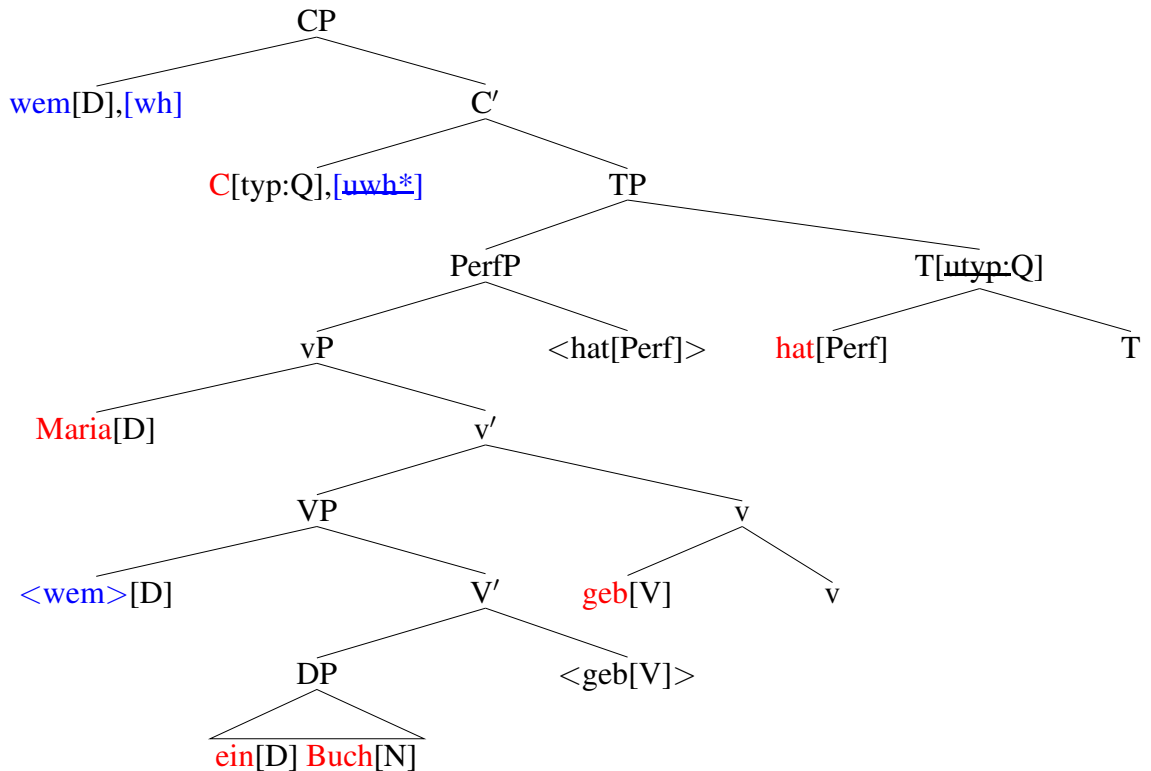 CP
wem[D],[wh] C′
C[typ:Q],[uwh*] TP
PerfP T[utyp:Q]
vP <hat[Perf]> hat[Perf] T
Maria[D] v′
VP v
<wem>[D] V′ geb[V] v
DP <geb[V]>
ein[D] Buch[N]